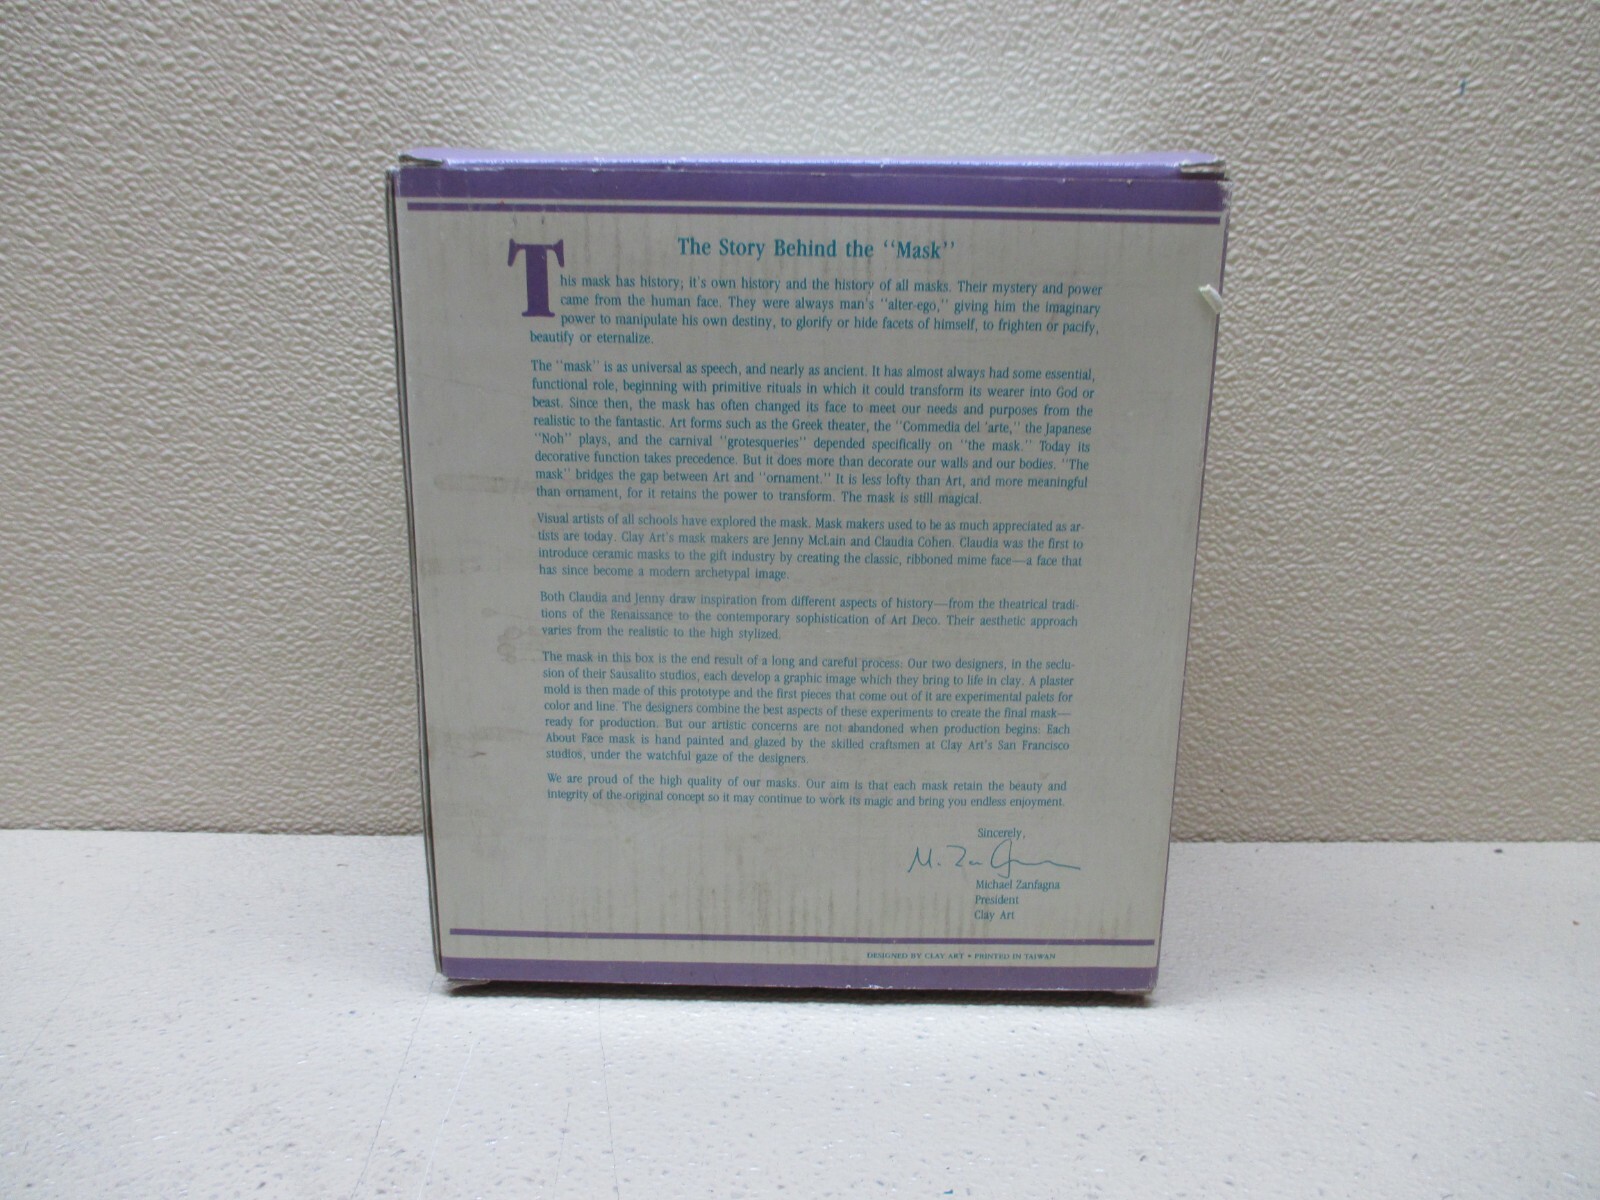 The Story Behind the "Mask"
This mask has history; it's own history and the history of all masks. Their mystery and power
came from the human face. They were always man's "alter-ego," giving him the imaginary
power to manipulate his own destiny, to glorify or hide facets of himself, to frighten or pacify,
beautify or eternalize.
The "mask" is as universal as speech, and nearly as ancient. It has almost always had some essential,
functional role, beginning with primitive rituals in which it could transform its wearer into God or
beast. Since then, the mask has often changed its face to meet our needs and purposes from the
realistic to the fantastic. Art forms such as the Greek theater, the "Commedia del 'arte," the Japanese
"Noh" plays, and the carnival "grotesqueries" depended specifically on "the mask." Today its
decorative function takes precedence. But it does more than decorate our walls and our bodies. "The
mask" bridges the gap between Art and "ornament." It is less lofty than Art, and more meaningful
than ornament, for it retains the power to transform. The mask is still magical.
Visual artists of all schools have explored the mask. Mask makers used to be as much appreciated as ar-
tists are today. Clay Art's mask makers are Jenny McLain and Claudia Cohen. Claudia was the first to
introduce ceramic masks to the gift industry by creating the classic, ribboned mime face—a face that
has since become a modern archetypal image.
Both Claudia and Jenny draw inspiration from different aspects of history—from the theatrical tradi-
tions of the Renaissance to the contemporary sophistication of Art Deco. Their aesthetic approach
varies from the realistic to the high stylized.
The mask in this box is the end result of a long and careful process: Our two designers, in the seclu-
sion of their Sausalito studios, each develop a graphic image which they bring to life in clay. A plaster
mold is then made of this prototype and the first pieces that come out of it are experimental palets for
color and line. The designers combine the best aspects of these experiments to create the final mask—
ready for production. But our artistic concerns are not abandoned when production begins: Each
About Face mask is hand painted and glazed by the skilled craftsmen at Clay Art's San Francisco
studios, under the watchful gaze of the designers.
We are proud of the high quality of our masks. Our aim is that each mask retain the beauty and
integrity of the original concept so it may continue to work its magic and bring you endless enjoyment.
Sincerely,
Michael Zanfagna
President
Clay Art
DESIGNED BY CLAY ART • PRINTED IN TAIWAN